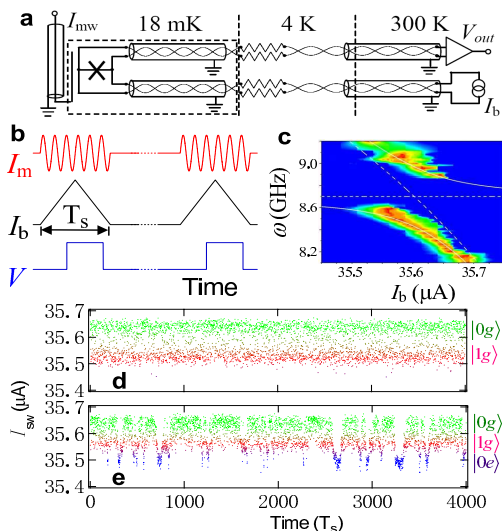 a I_mw 18 mK 4 K 300 K V_out
I_b
b
I_m
I_b T_s
V
Time
c
ω (GHz)
9.0
8.6
8.2
35.5 35.6 35.7
I_b (μA)
35.7
35.6
35.5
35.4
|0g⟩
|1g⟩
d
I_sw (μA)
35.7
35.6
35.5
35.4
|0g⟩
|1g⟩
|0e⟩
e
0 1000 2000 3000 4000
Time (T_s)